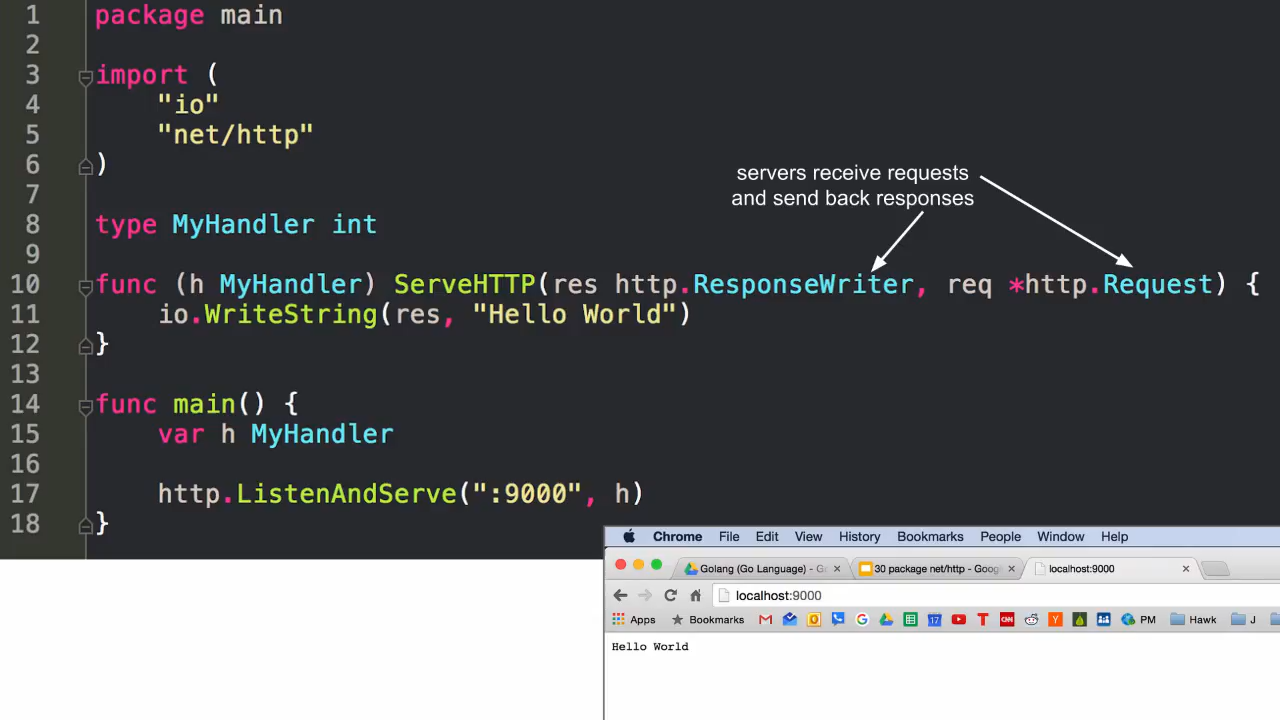 1 package main
2
3 import (
4 "io"
5 "net/http"
6 )
7
8 type MyHandler int
9
10 func (h MyHandler) ServeHTTP(res http.ResponseWriter, req *http.Request) {
11 io.WriteString(res, "Hello World")
12 }
13
14 func main() {
15 var h MyHandler
16
17 http.ListenAndServe(":9000", h)
18 }
servers receive requests
and send back responses
Chrome File Edit View History Bookmarks People Window Help
Golang (Go Language) - G 30 package net/http - Goog localhost:9000
localhost:9000
Apps Bookmarks 17 CNN PM Hawk J
Hello World